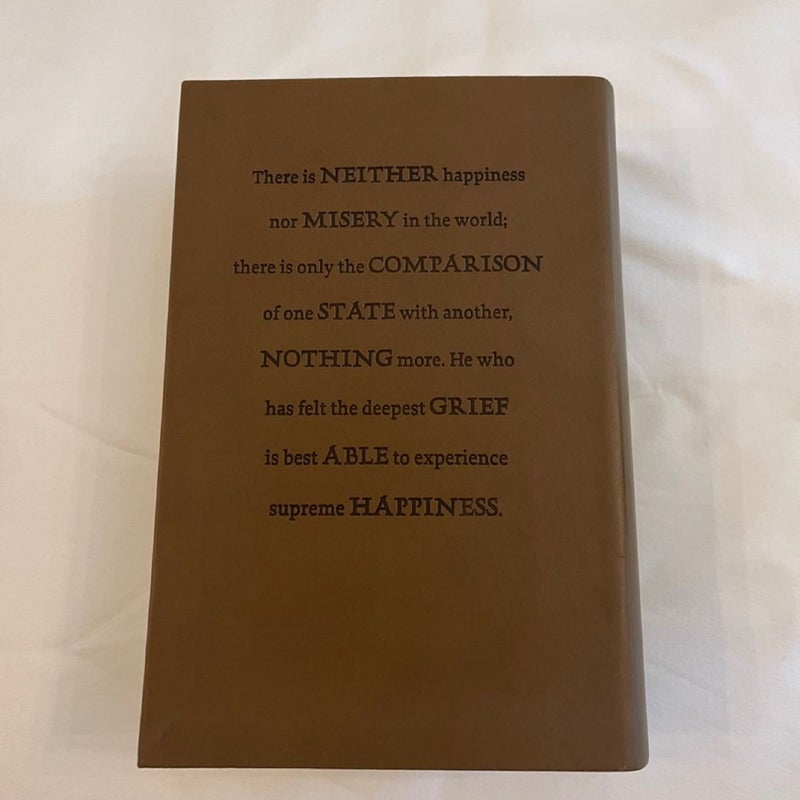 There is NEITHER happiness
nor MISERY in the world;
there is only the COMPARISON
of one STATE with another,
NOTHING more. He who
has felt the deepest GRIEF
is best ABLE to experience
supreme HAPPINESS.